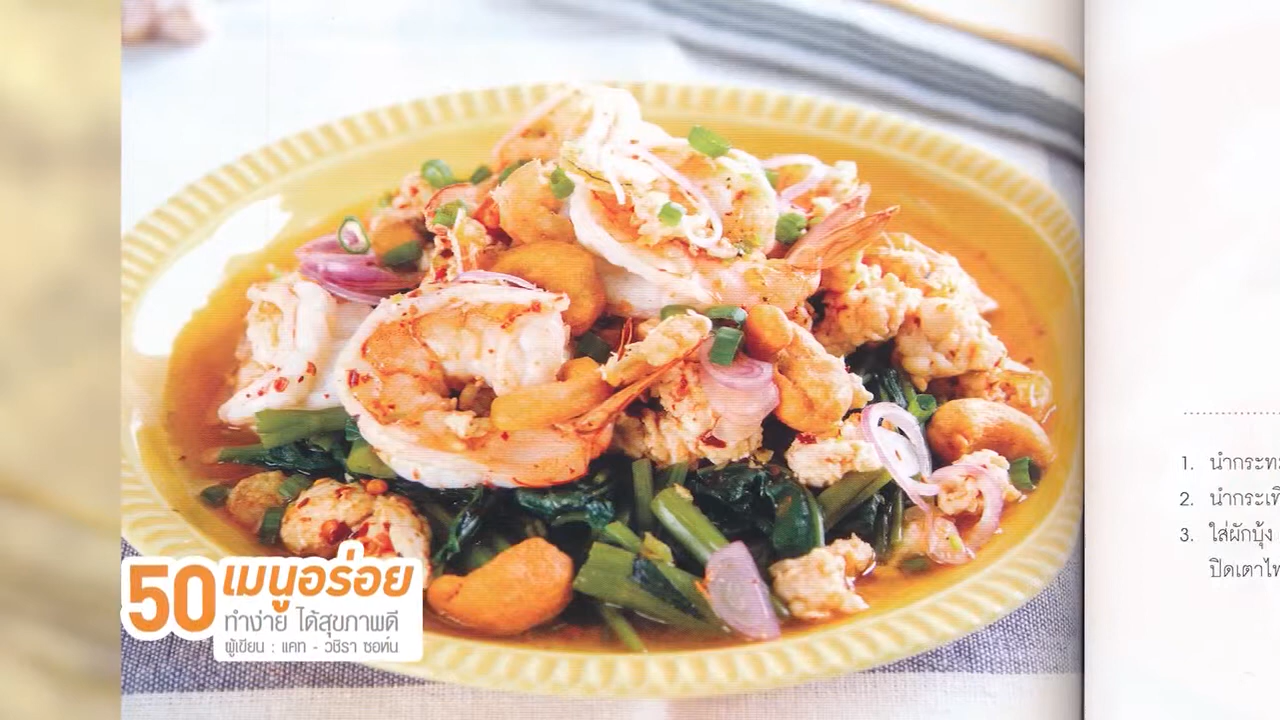 50 เมนูอร่อย
ทำง่าย ได้สุขภาพดี
ผู้เขียน : แคท - วชิรา ซอท์น
1. นำกระท
2. นำกระเที
3. ใส่ผักบุ้ง
ปิดเตาไฟ